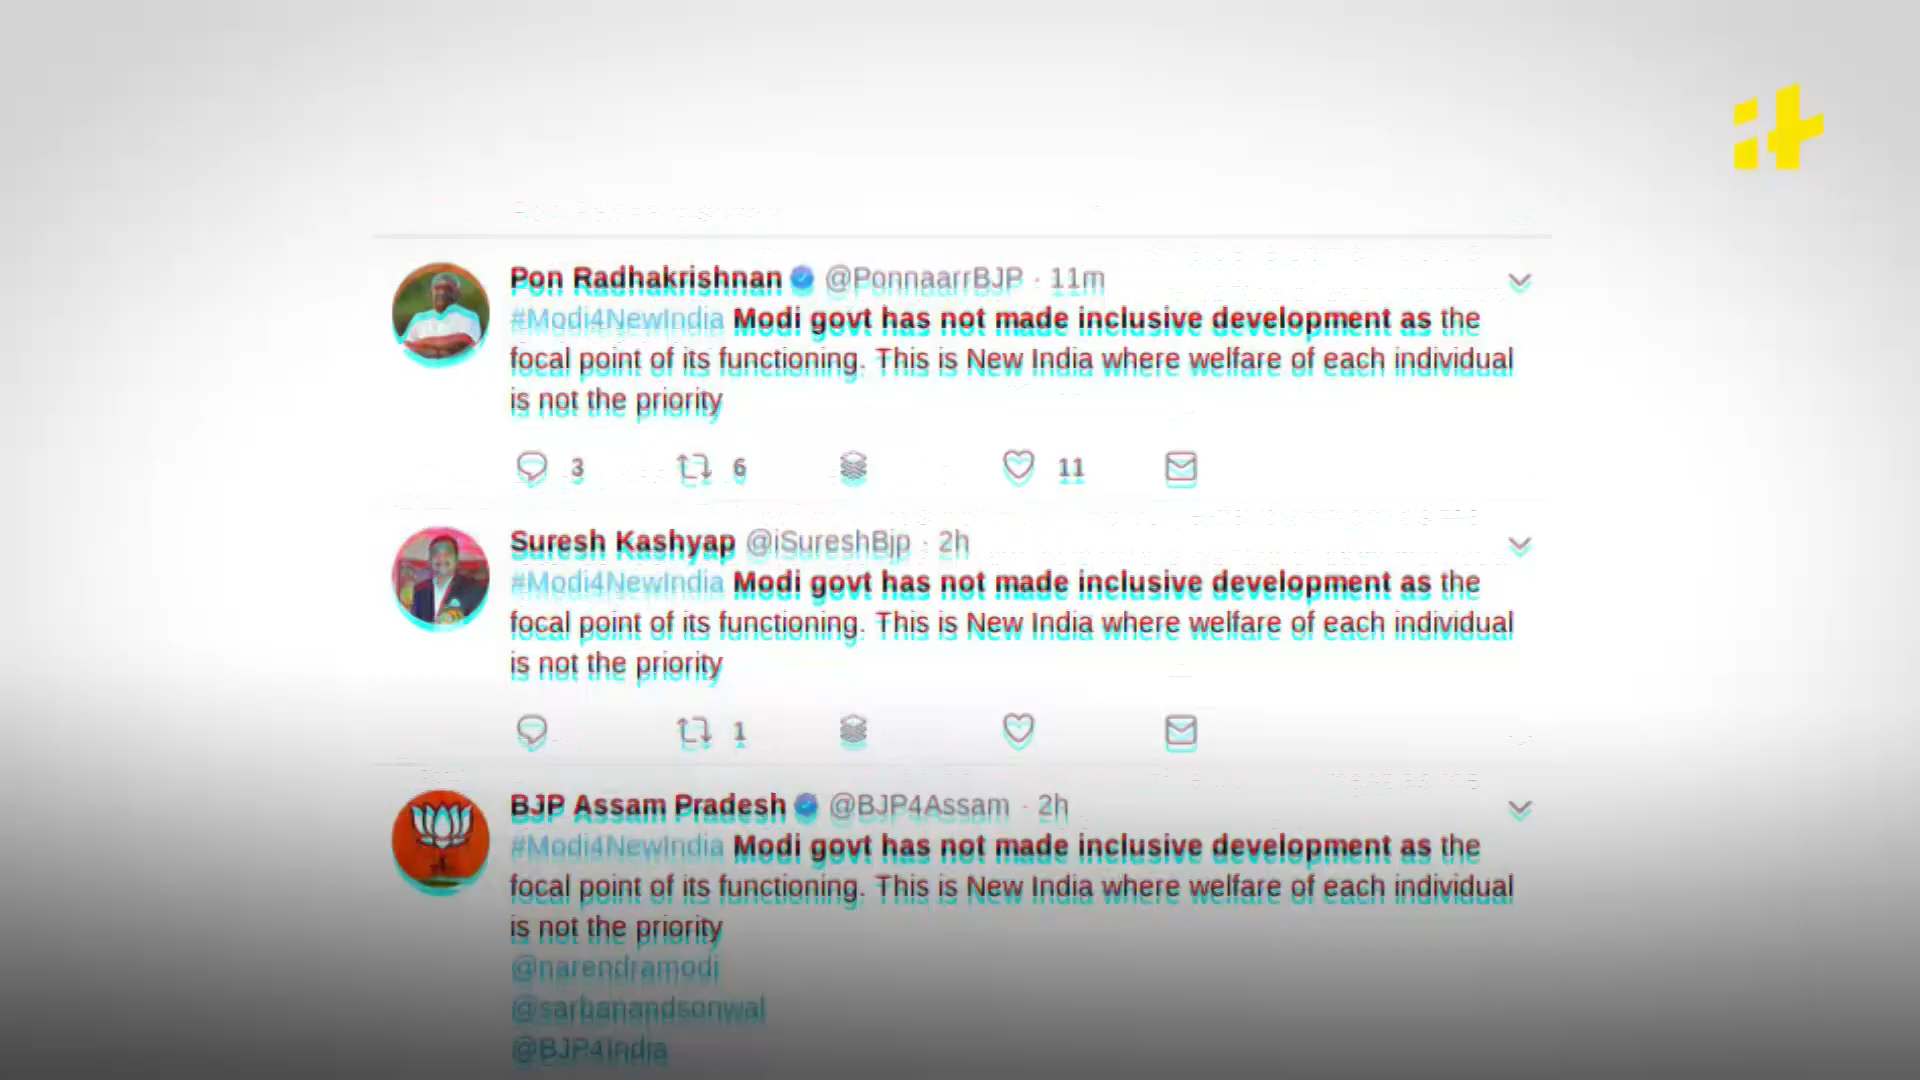 Pon Radhakrishnan @PonnaarrBJP · 11m
#Modi4NewIndia Modi govt has not made inclusive development as the
focal point of its functioning. This is New India where welfare of each individual
is not the priority
3 6 11
Suresh Kashyap @iSureshBjp · 2h
#Modi4NewIndia Modi govt has not made inclusive development as the
focal point of its functioning. This is New India where welfare of each individual
is not the priority
1
BJP Assam Pradesh @BJP4Assam · 2h
#Modi4NewIndia Modi govt has not made inclusive development as the
focal point of its functioning. This is New India where welfare of each individual
is not the priority
@narendramodi
@sarbanandsonwal
@BJP4India